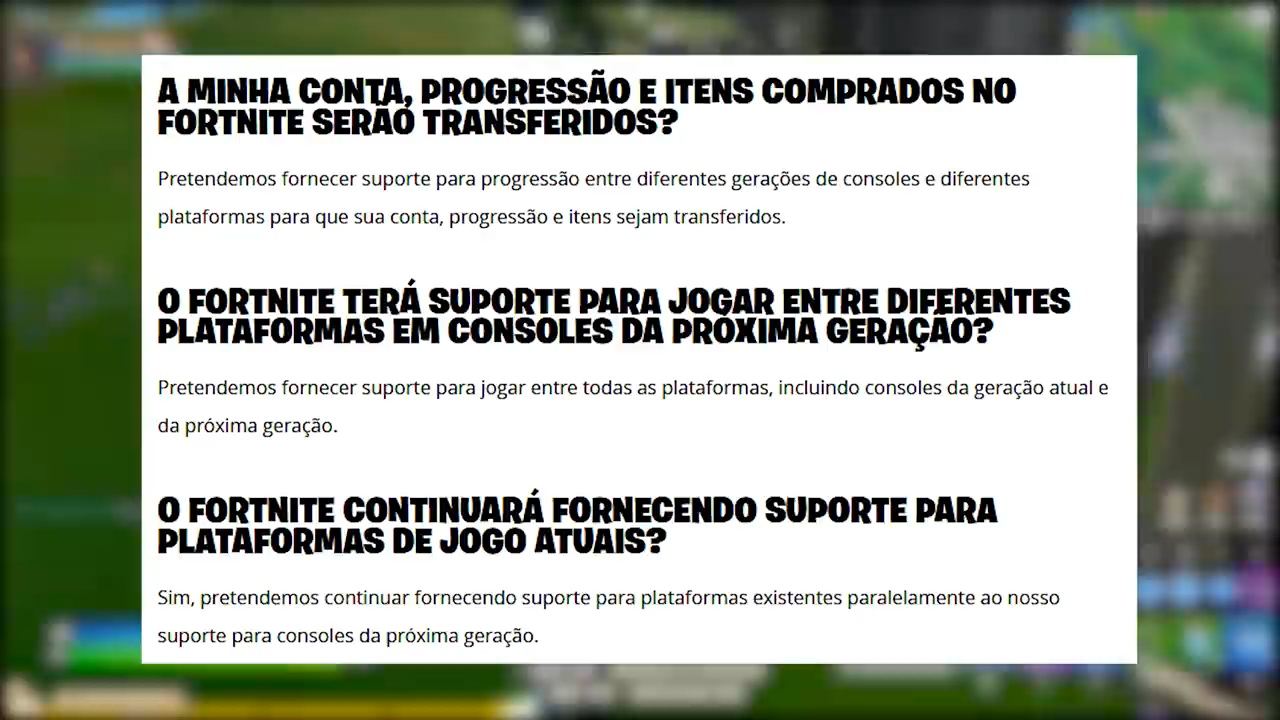 A MINHA CONTA, PROGRESSÃO E ITENS COMPRADOS NO
FORTNITE SERÃO TRANSFERIDOS?
Pretendemos fornecer suporte para progressão entre diferentes gerações de consoles e diferentes
plataformas para que sua conta, progressão e itens sejam transferidos.
O FORTNITE TERÁ SUPORTE PARA JOGAR ENTRE DIFERENTES
PLATAFORMAS EM CONSOLES DA PRÓXIMA GERAÇÃO?
Pretendemos fornecer suporte para jogar entre todas as plataformas, incluindo consoles da geração atual e
da próxima geração.
O FORTNITE CONTINUARÁ FORNECENDO SUPORTE PARA
PLATAFORMAS DE JOGO ATUAIS?
Sim, pretendemos continuar fornecendo suporte para plataformas existentes paralelamente ao nosso
suporte para consoles da próxima geração.